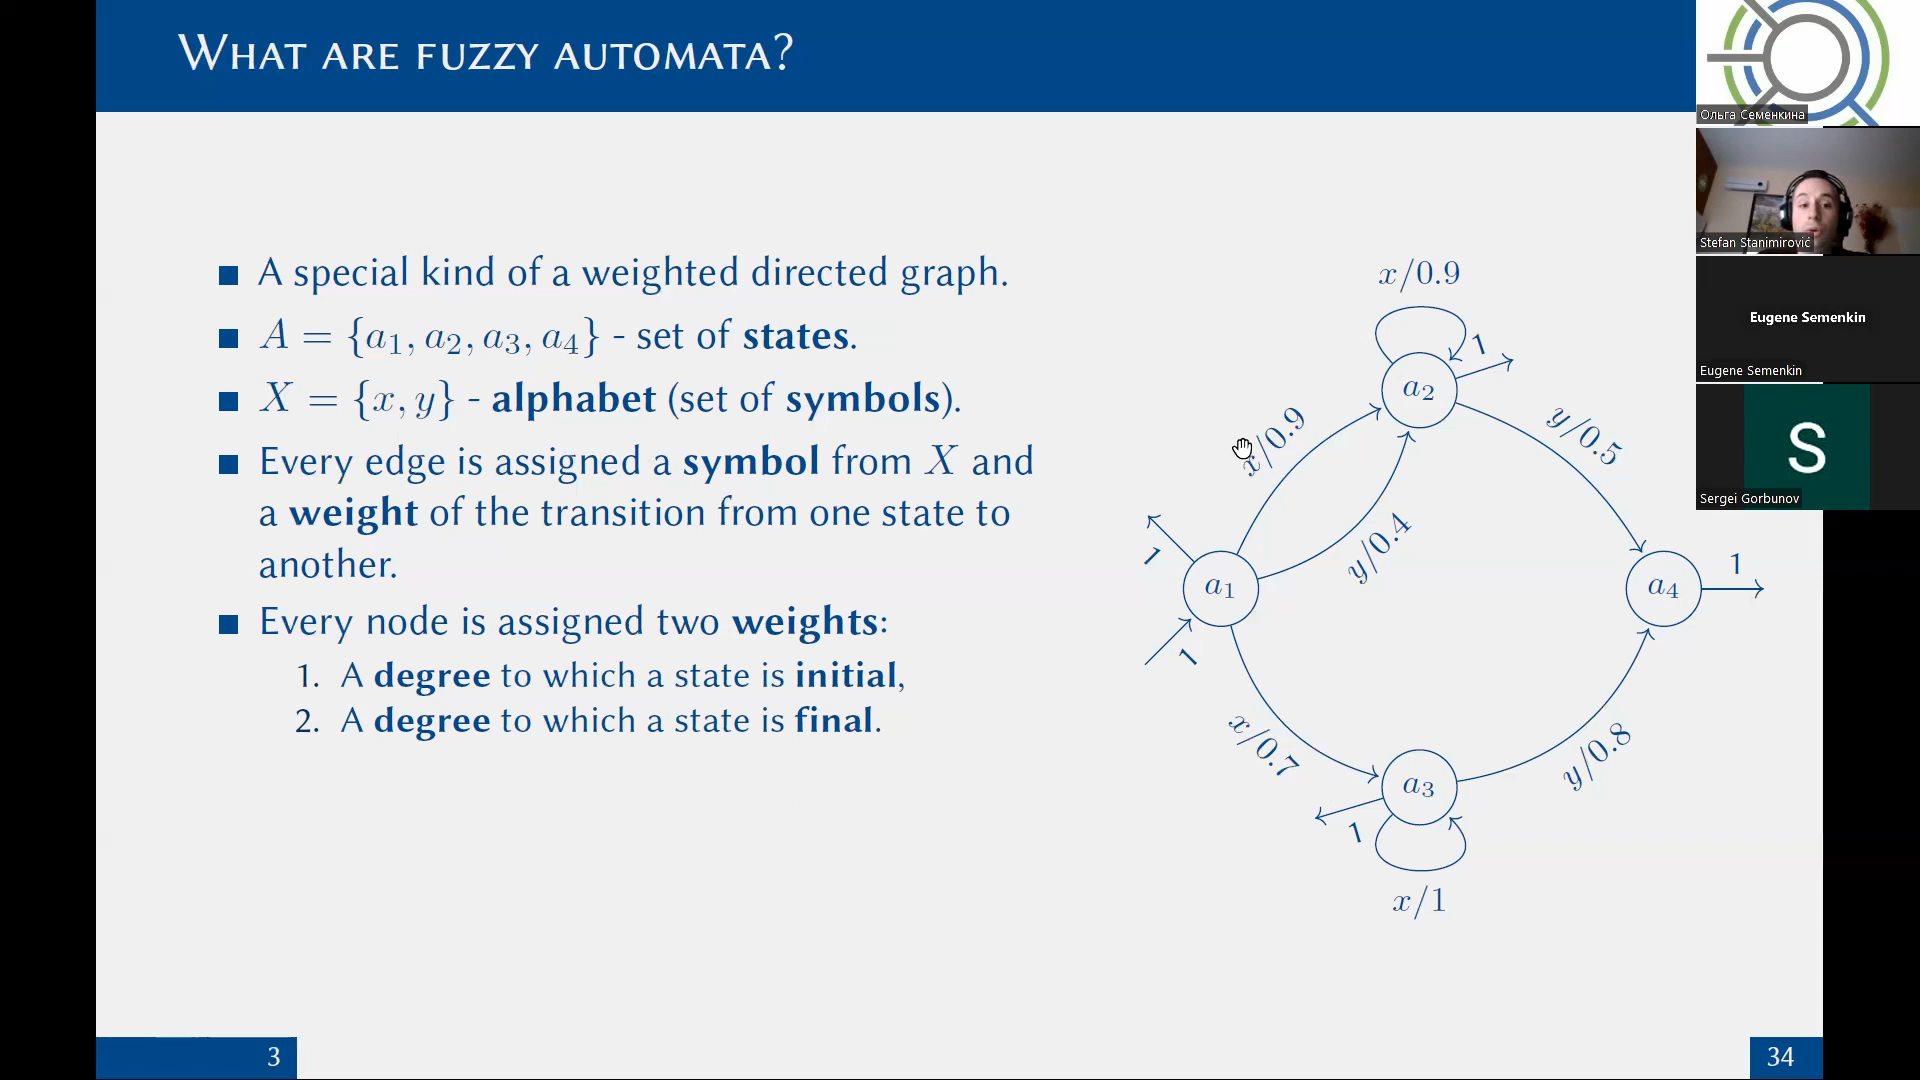 WHAT ARE FUZZY AUTOMATA?
■ A special kind of a weighted directed graph.
■ A = {a₁, a₂, a₃, a₄} - set of states.
■ X = {x, y} - alphabet (set of symbols).
■ Every edge is assigned a symbol from X and
a weight of the transition from one state to
another.
■ Every node is assigned two weights:
1. A degree to which a state is initial,
2. A degree to which a state is final.
x/0.9
1
a₂
x/0.9
y/0.5
y/0.4
1
a₁
1
1
a₄
x/0.7
y/0.8
a₃
1
x/1
3
34
Ольга Семенкина
Stefan Stanimirović
Eugene Semenkin
Eugene Semenkin
S
Sergei Gorbunov